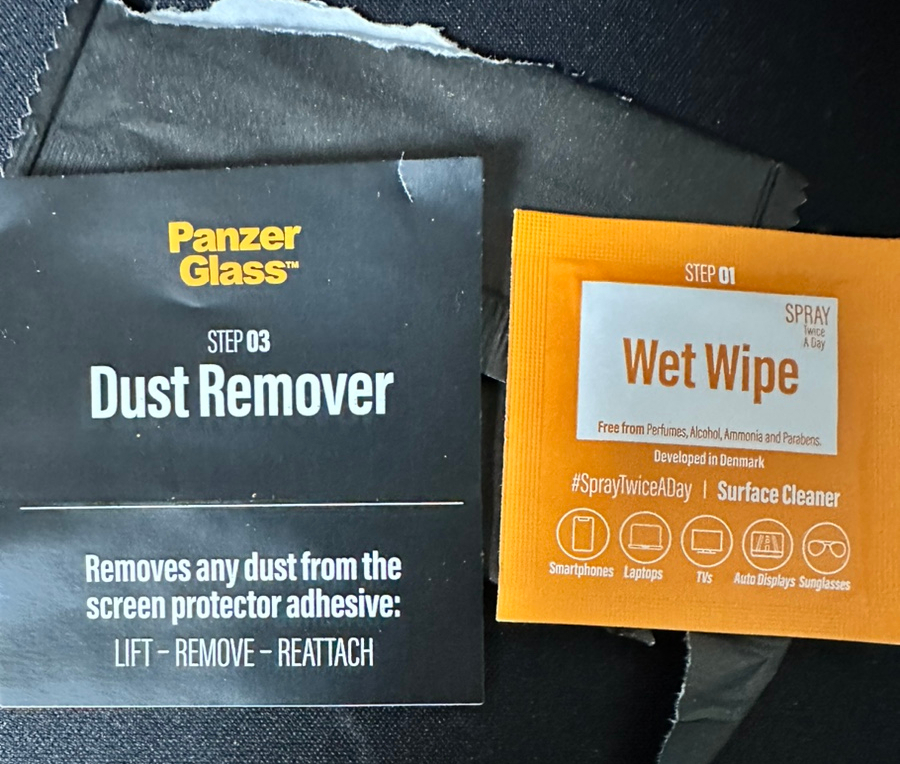 Panzer
Glass™
STEP 03
Dust Remover
Removes any dust from the
screen protector adhesive:
LIFT – REMOVE – REATTACH
STEP 01
SPRAY
Twice
A Day
Wet Wipe
Free from Perfumes, Alcohol, Ammonia and Parabens.
Developed in Denmark
#SprayTwiceADay | Surface Cleaner
Smartphones Laptops TVs Auto Displays Sunglasses